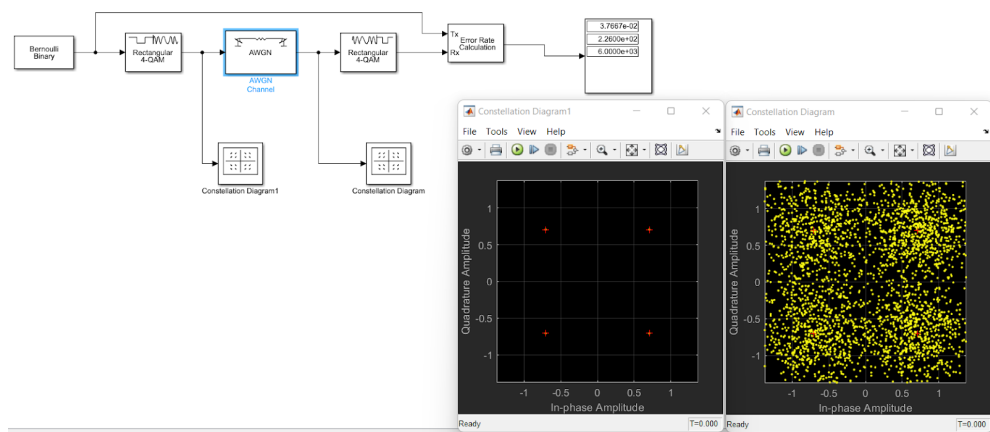 Bernoulli
Binary
Rectangular
4-QAM
AWGN
AWGN
Channel
Rectangular
4-QAM
Tx
Rx
Error Rate
Calculation
3.7667e-02
2.2600e+02
6.0000e+03
Constellation Diagram1
Constellation Diagram
Constellation Diagram1
File Tools View Help
1
0.5
0
-0.5
-1
Quadrature Amplitude
-1 -0.5 0 0.5 1
In-phase Amplitude
Ready T=0.000
Constellation Diagram
File Tools View Help
1
0.5
0
-0.5
-1
Quadrature Amplitude
-1 -0.5 0 0.5 1
In-phase Amplitude
Ready T=0.000